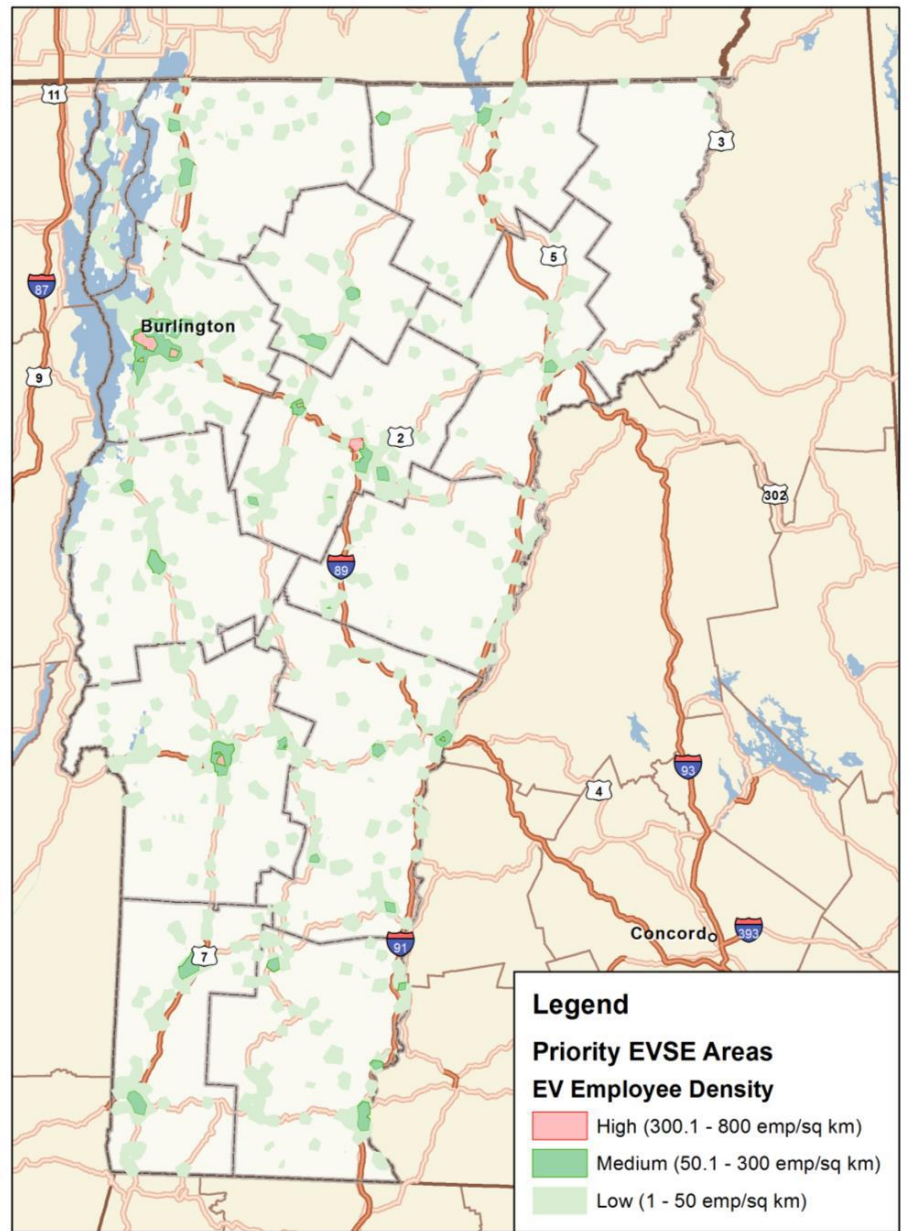 11
3
5
87
Burlington
9
2
302
89
93
4
Concord
393
91
7
Legend
Priority EVSE Areas
EV Employee Density
High (300.1 - 800 emp/sq km)
Medium (50.1 - 300 emp/sq km)
Low (1 - 50 emp/sq km)